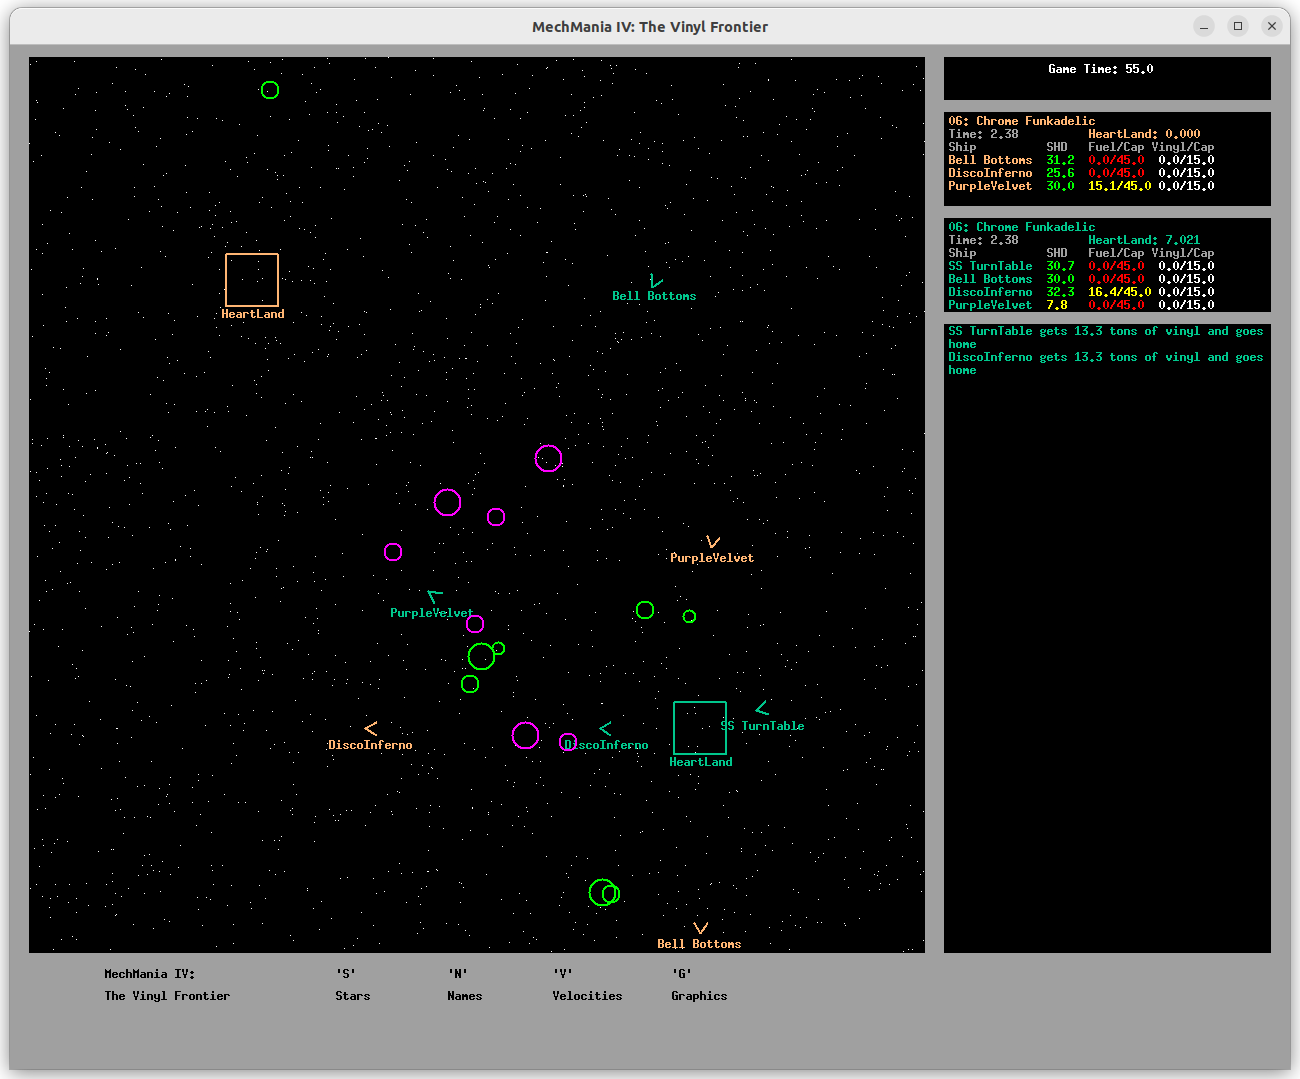 MechMania IV: The Vinyl Frontier
Game Time: 55.0
06: Chrome Funkadelic
Time: 2.38 HeartLand: 0.000
Ship SHD Fuel/Cap Vinyl/Cap
Bell Bottoms 31.2 0.0/45.0 0.0/15.0
DiscoInferno 25.6 0.0/45.0 0.0/15.0
PurpleVelvet 30.0 15.1/45.0 0.0/15.0
06: Chrome Funkadelic
Time: 2.38 HeartLand: 7.021
Ship SHD Fuel/Cap Vinyl/Cap
SS TurnTable 30.7 0.0/45.0 0.0/15.0
Bell Bottoms 30.0 0.0/45.0 0.0/15.0
DiscoInferno 32.3 16.4/45.0 0.0/15.0
PurpleVelvet 7.8 0.0/45.0 0.0/15.0
SS TurnTable gets 13.3 tons of vinyl and goes
home
DiscoInferno gets 13.3 tons of vinyl and goes
home
Bell Bottoms
HeartLand
PurpleVelvet
PurpleVelvet
SS TurnTable
DiscoInferno
DiscoInferno
HeartLand
Bell Bottoms
MechMania IV: 'S' 'N' 'V' 'G'
The Vinyl Frontier Stars Names Velocities Graphics